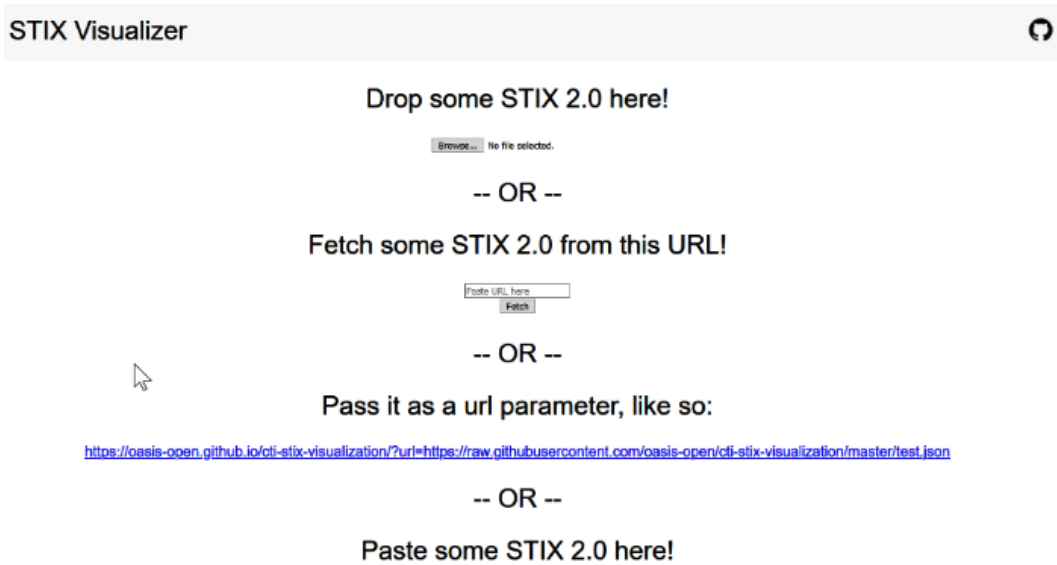 STIX Visualizer
Drop some STIX 2.0 here!
Browse... No file selected.
-- OR --
Fetch some STIX 2.0 from this URL!
Paste URL here
Fetch
-- OR --
Pass it as a url parameter, like so:
https://oasis-open.github.io/cti-stix-visualization/?url=https://raw.githubusercontent.com/oasis-open/cti-stix-visualization/master/test.json
-- OR --
Paste some STIX 2.0 here!